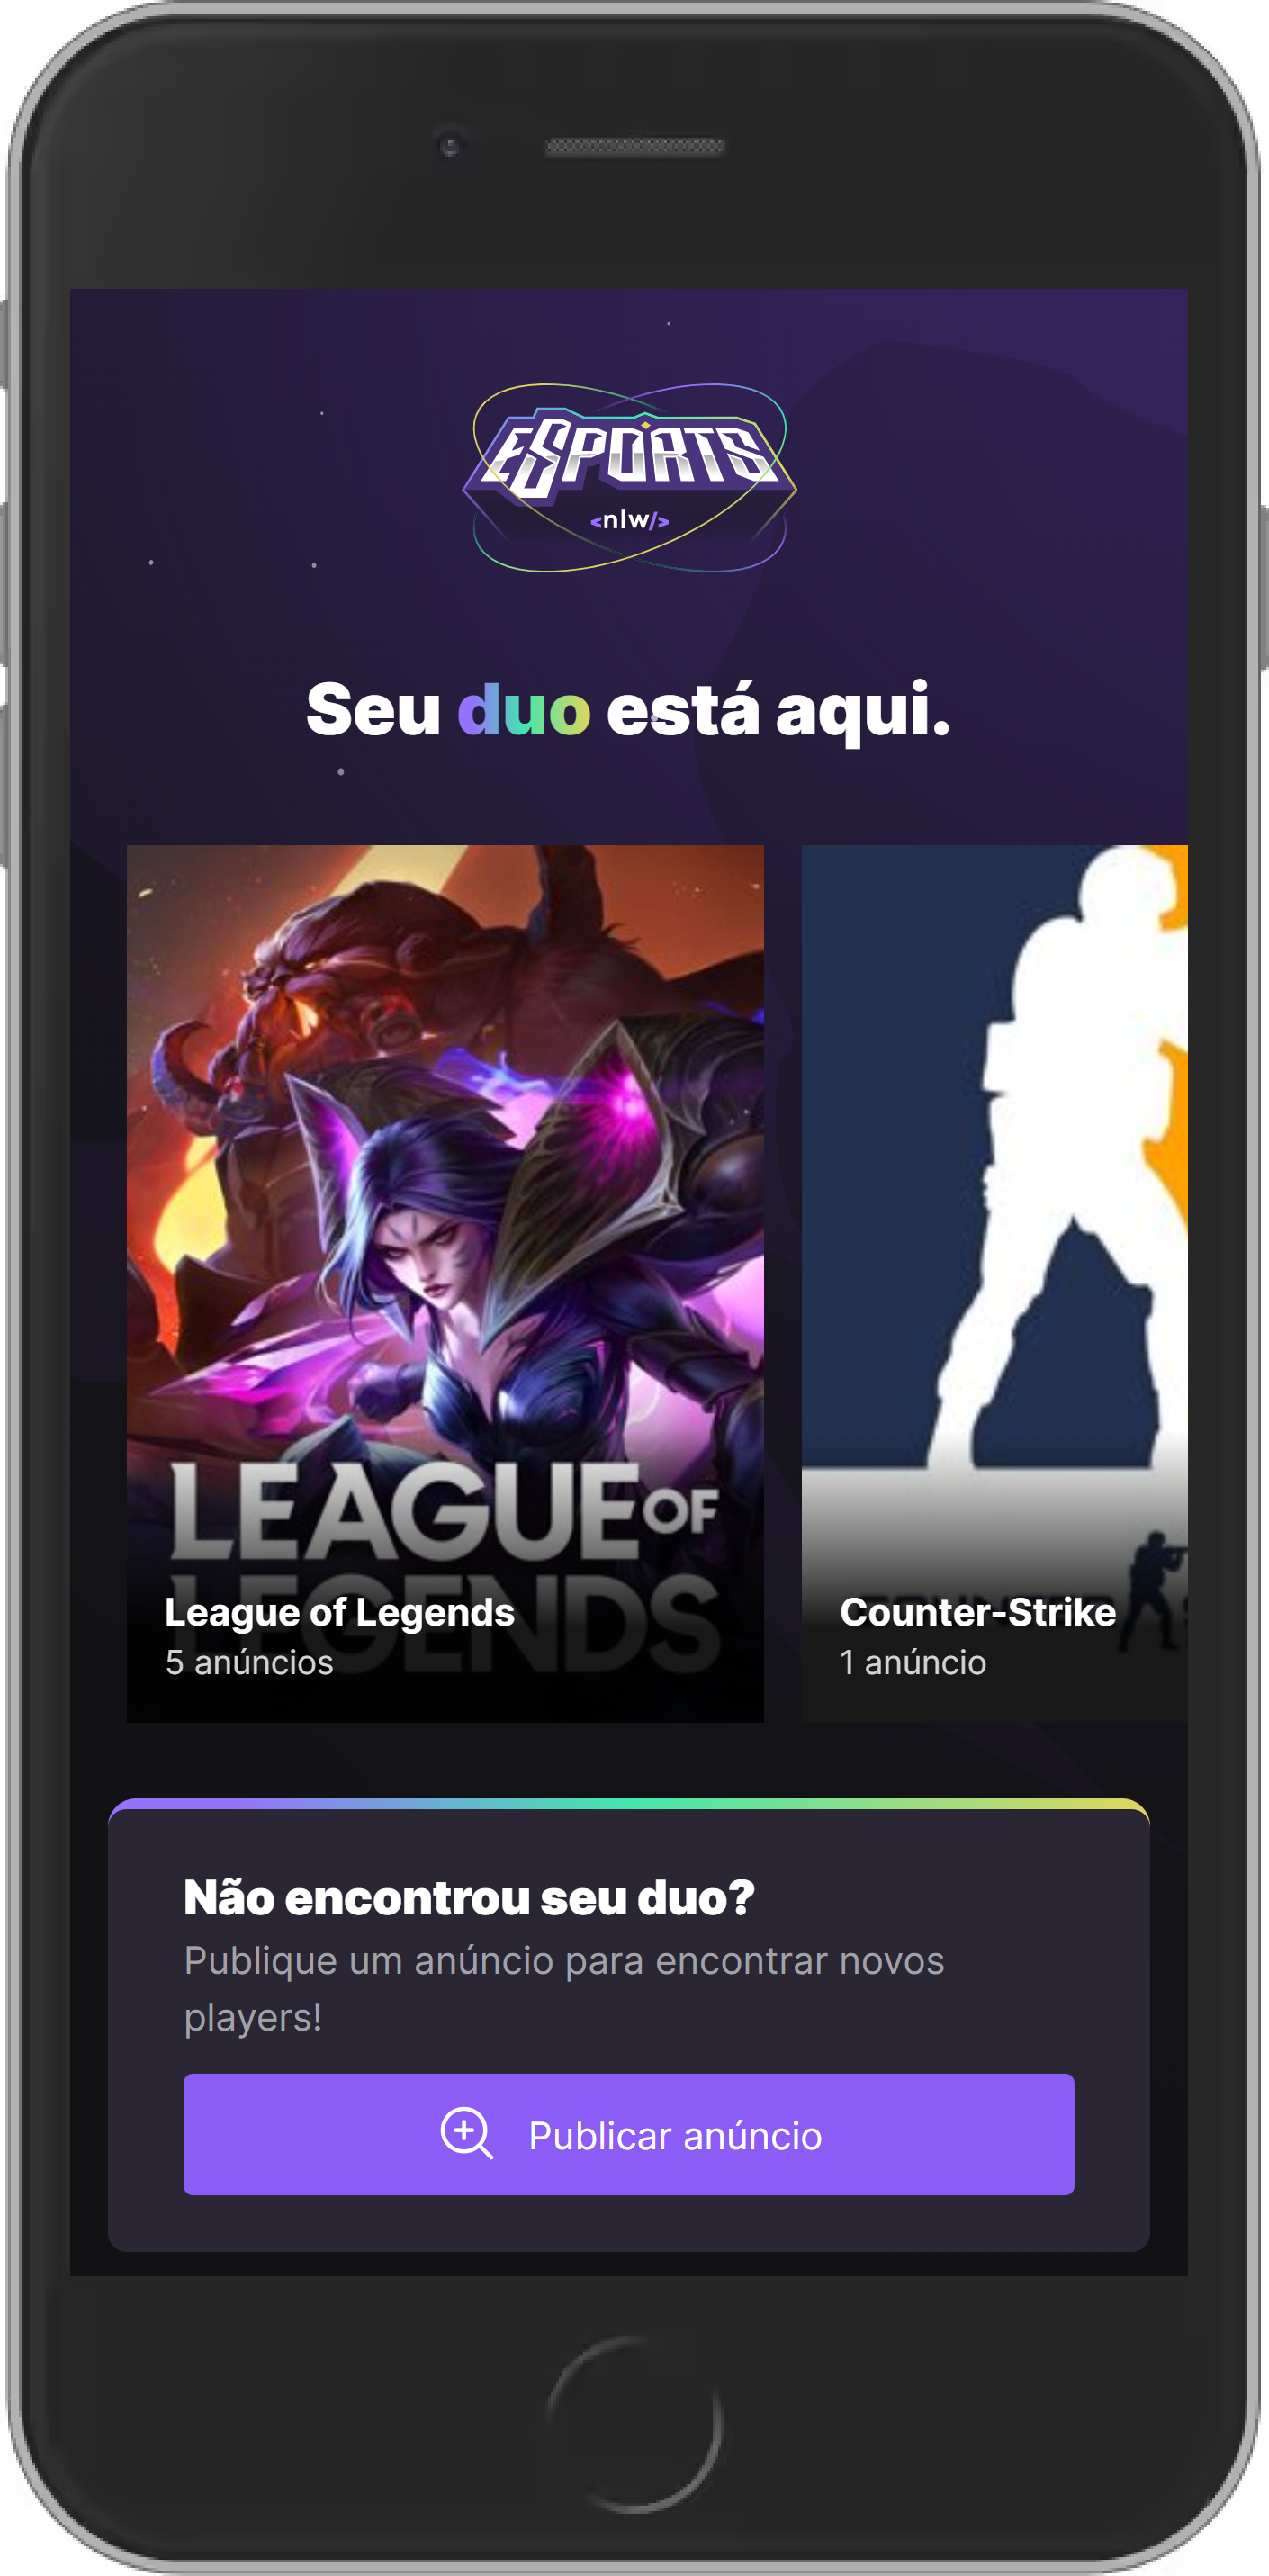 ESPORTS
<nlw/>
Seu duo está aqui.
LEAGUE OF
LEGENDS
League of Legends
5 anúncios
Counter-Strike
1 anúncio
Não encontrou seu duo?
Publique um anúncio para encontrar novos
players!
Publicar anúncio